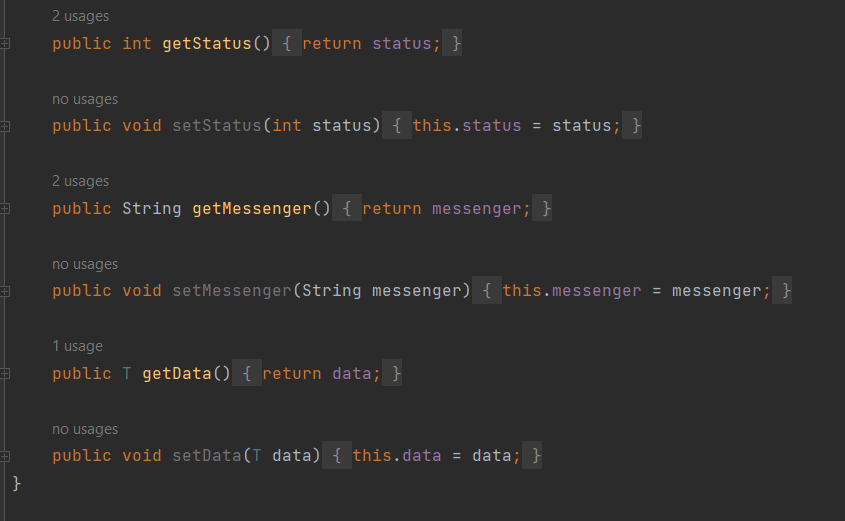 2 usages
public int getStatus() { return status; }
no usages
public void setStatus(int status) { this.status = status; }
2 usages
public String getMessenger() { return messenger; }
no usages
public void setMessenger(String messenger) { this.messenger = messenger; }
1 usage
public T getData() { return data; }
no usages
public void setData(T data) { this.data = data; }
}